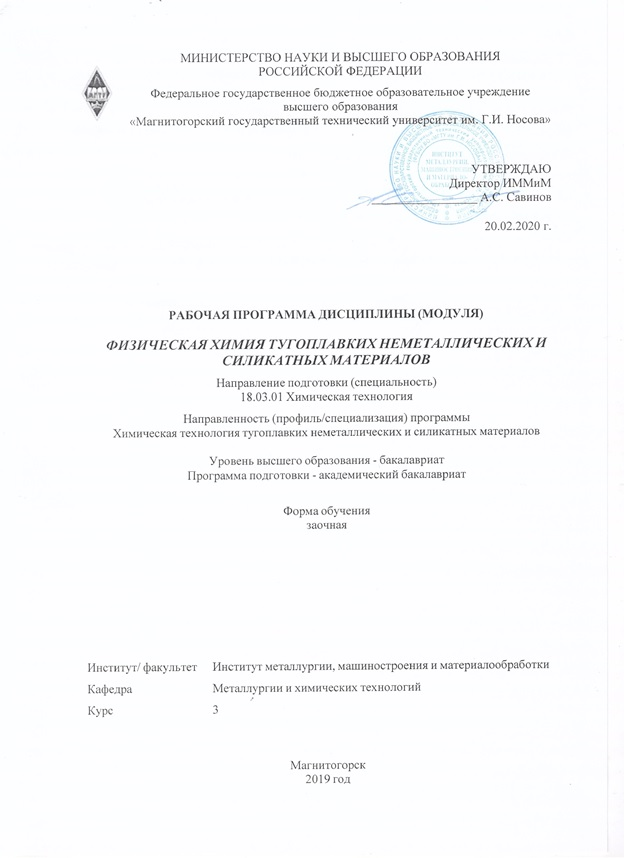 МИНИСТЕРСТВО НАУКИ И ВЫСШЕГО ОБРАЗОВАНИЯ
РОССИЙСКОЙ ФЕДЕРАЦИИ
Федеральное государственное бюджетное образовательное учреждение
высшего образования
«Магнитогорский государственный технический университет им. Г.И. Носова»
УТВЕРЖДАЮ
Директор ИММиМ
А.С. Савинов
20.02.2020 г.
РАБОЧАЯ ПРОГРАММА ДИСЦИПЛИНЫ (МОДУЛЯ)
ФИЗИЧЕСКАЯ ХИМИЯ ТУГОПЛАВКИХ НЕМЕТАЛЛИЧЕСКИХ И
СИЛИКАТНЫХ МАТЕРИАЛОВ
Направление подготовки (специальность)
18.03.01 Химическая технология
Направленность (профиль/специализация) программы
Химическая технология тугоплавких неметаллических и силикатных материалов
Уровень высшего образования - бакалавриат
Программа подготовки - академический бакалавриат
Форма обучения
заочная
Институт/ факультет Институт металлургии, машиностроения и материалообработки
Кафедра Металлургии и химических технологий
Курс 3
Магнитогорск
2019 год